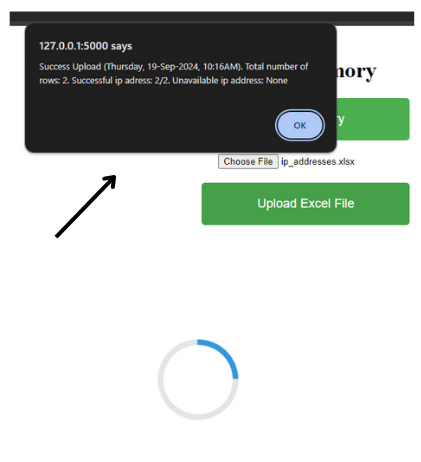 127.0.0.1:5000 says
Success Upload (Thursday, 19-Sep-2024, 10:16AM). Total number of
rows: 2. Successful ip adress: 2/2. Unavailable ip address: None
OK
Choose File ip_addresses.xlsx
Upload Excel File